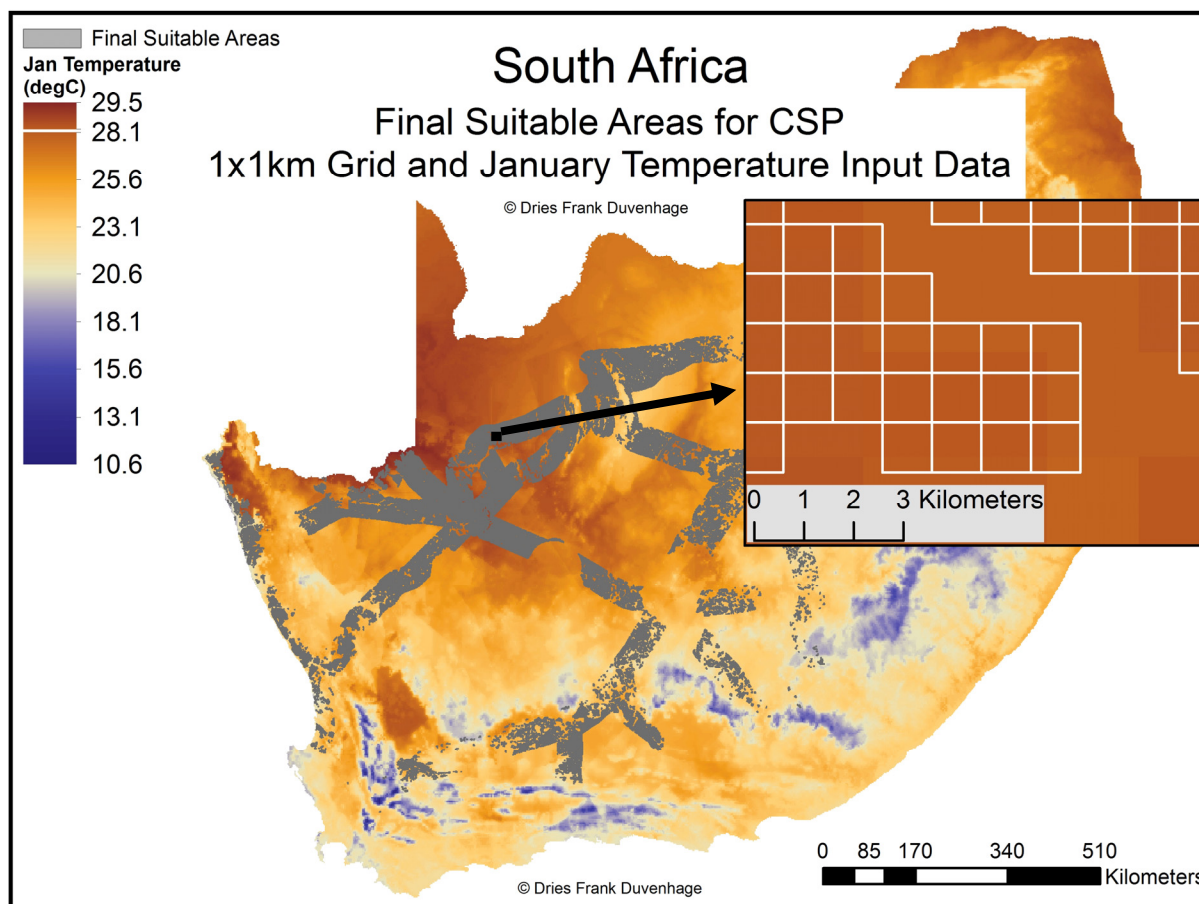 Final Suitable Areas
Jan Temperature
(degC)
29.5
28.1
25.6
23.1
20.6
18.1
15.6
13.1
10.6
South Africa
Final Suitable Areas for CSP
1x1km Grid and January Temperature Input Data
© Dries Frank Duvenhage
0 1 2 3 Kilometers
0 85 170 340 510
Kilometers
© Dries Frank Duvenhage